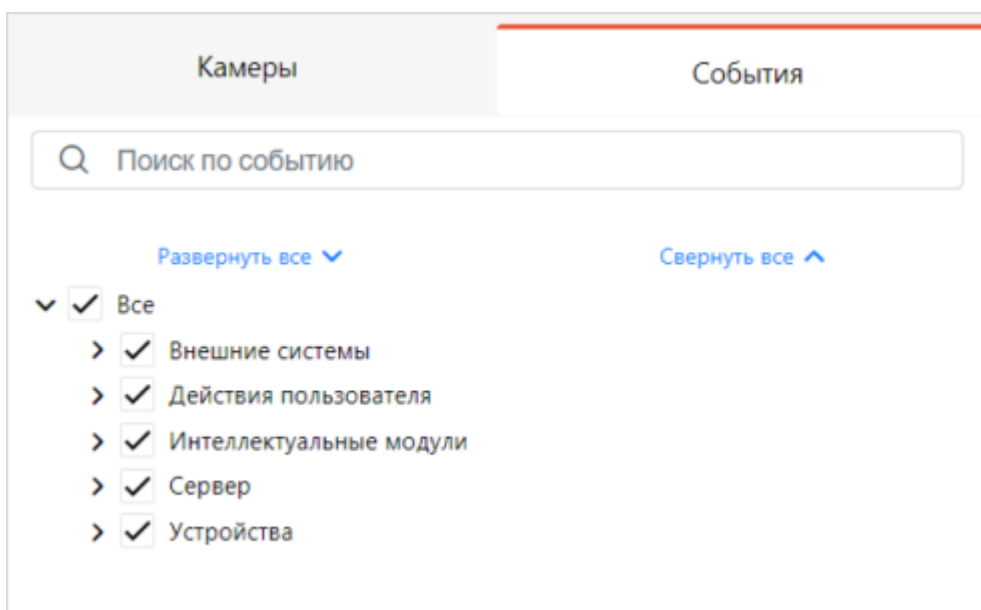 Камеры События
Поиск по событию
Развернуть все Свернуть все
Все
Внешние системы
Действия пользователя
Интеллектуальные модули
Сервер
Устройства